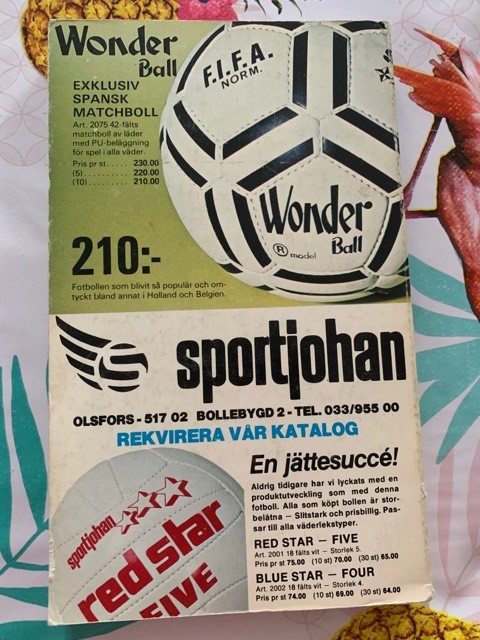 Wonder
Ball
EXKLUSIV
SPANSK
MATCHBOLL
Art. 2075 42-fälts
matchboll av läder
med PU-beläggning
för spel i alla väder.
Pris pr st..... 230.00
(5).......... 220.00
(10)......... 210.00
F.I.F.A.
NORM.
Wonder
Ball
® model
210:-
Fotbollen som blivit så populär och om-
tyckt bland annat i Holland och Belgien.
S
sportjohan
OLSFORS - 517 02 BOLLEBYGD 2 - TEL. 033/955 00
REKVIRERA VÅR KATALOG
En jättesuccé!
Aldrig tidigare har vi lyckats med en
produktutveckling som med denna
fotboll. Alla som köpt bollen är stor-
belåtna – Slitstark och prisbillig. Pas-
sar till alla väderlekstyper.
RED STAR – FIVE
Art. 2001 18 fälts vit – Storlek 5.
Pris pr st 75.00 (10 st) 70.00 (30 st) 65.00
BLUE STAR – FOUR
Art. 2002 18 fälts vit – Storlek 4.
Pris pr st 74.00 (10 st) 69.00 (30 st) 64.00
sportjohan
red star
FIVE